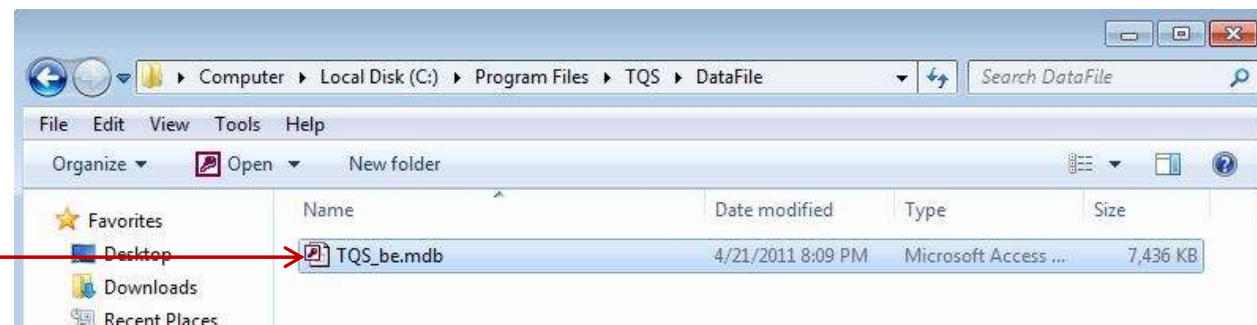 Computer Local Disk (C:) Program Files TQS DataFile Search DataFile
File Edit View Tools Help
Organize Open New folder
Favorites Name Date modified Type Size
Desktop TQS_be.mdb 4/21/2011 8:09 PM Microsoft Access ... 7,436 KB
Downloads
Recent Places